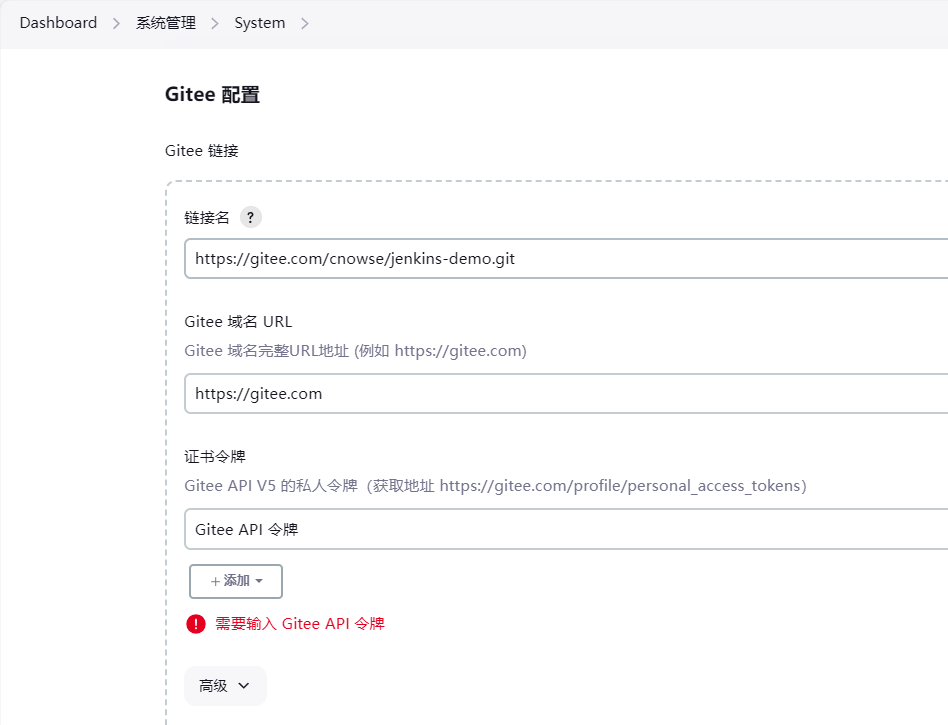 Dashboard > 系统管理 > System >
Gitee 配置
Gitee 链接
链接名 ?
https://gitee.com/cnowse/jenkins-demo.git
Gitee 域名 URL
Gitee 域名完整URL地址 (例如 https://gitee.com)
https://gitee.com
证书令牌
Gitee API V5 的私人令牌（获取地址 https://gitee.com/profile/personal_access_tokens）
Gitee API 令牌
+ 添加
! 需要输入 Gitee API 令牌
高级